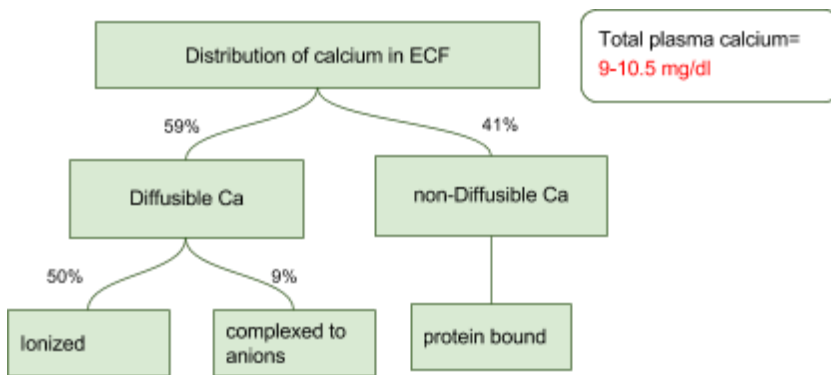 Distribution of calcium in ECF
Total plasma calcium=
9-10.5 mg/dl
59%
41%
Diffusible Ca
non-Diffusible Ca
50%
9%
Ionized
complexed to
anions
protein bound